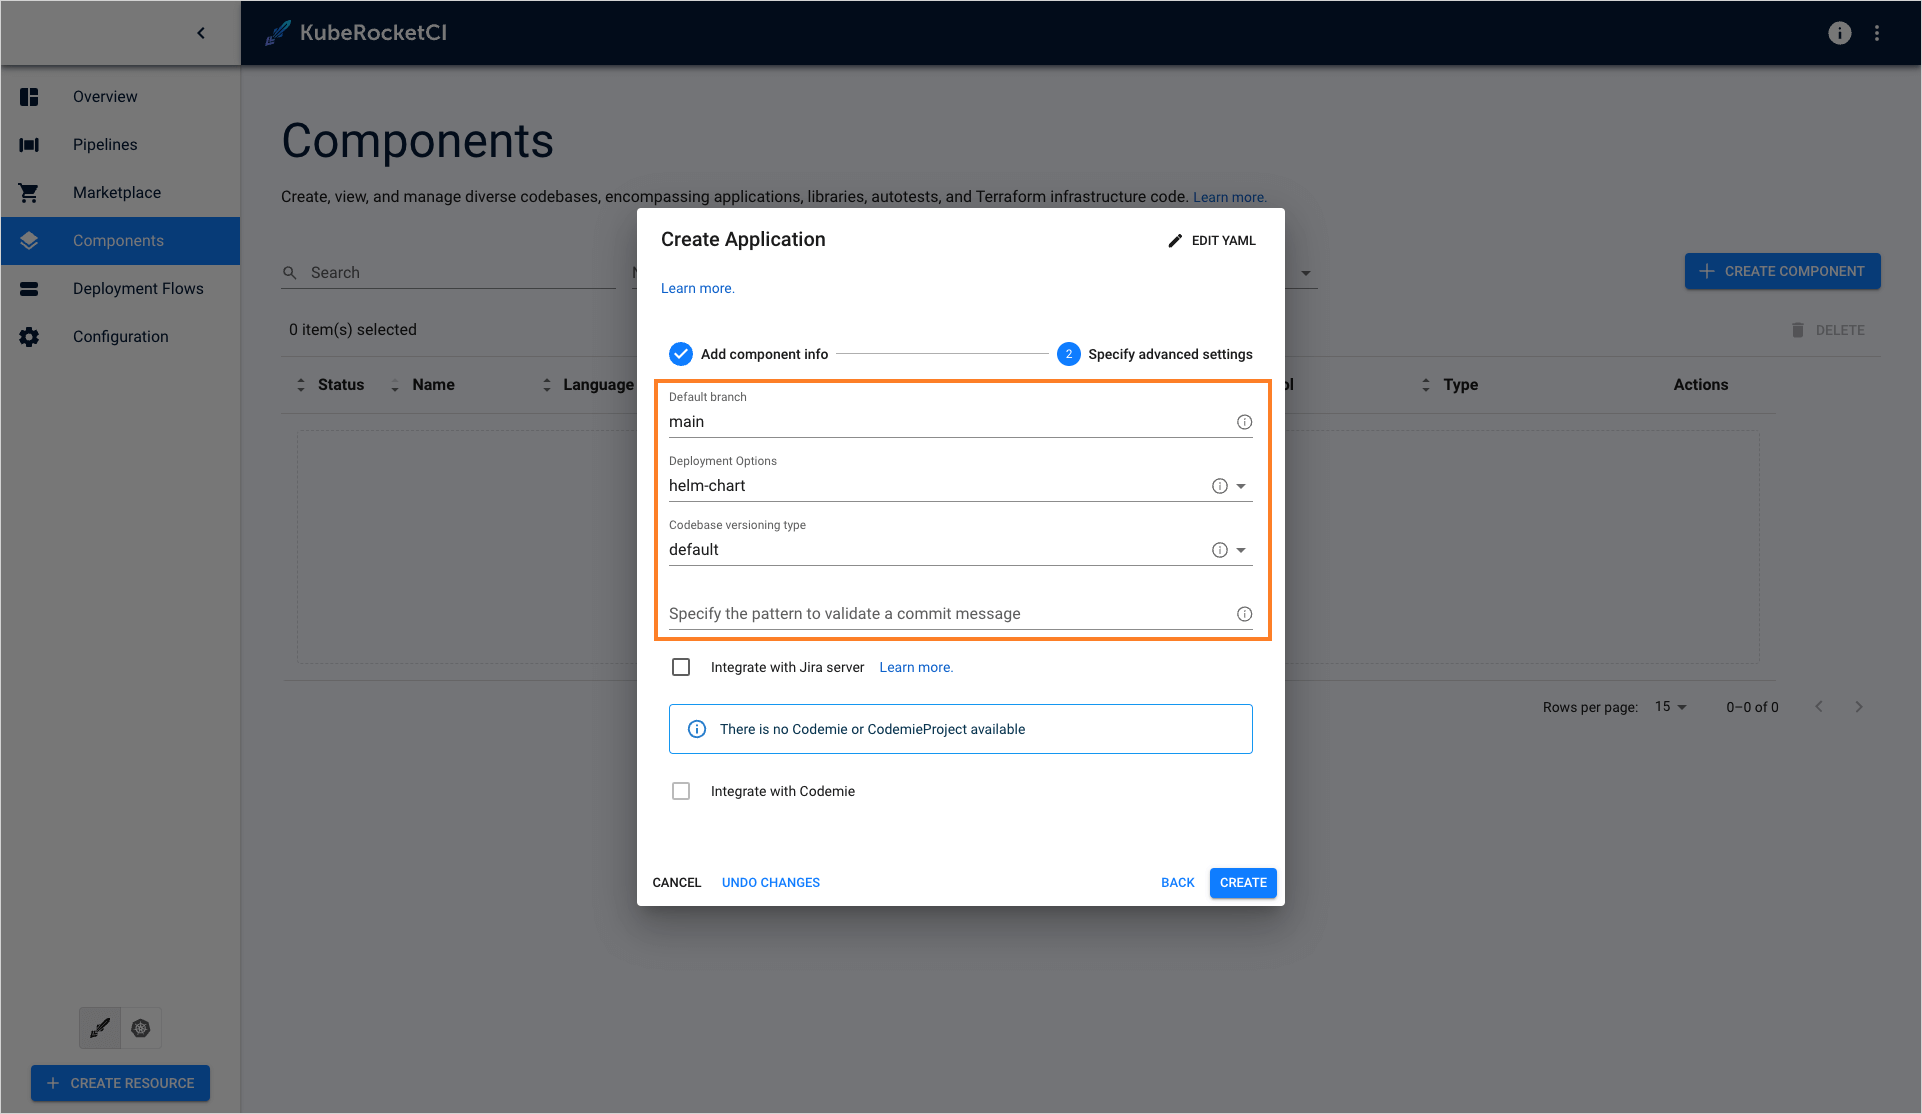 KubeRocketCI
Overview
Pipelines
Marketplace
Components
Deployment Flows
Configuration
CREATE RESOURCE
Components
Create, view, and manage diverse codebases, encompassing applications, libraries, autotests, and Terraform infrastructure code. Learn more.
Search
CREATE COMPONENT
0 item(s) selected
DELETE
Status Name Language Type Actions
Rows per page: 15 0–0 of 0
Create Application
EDIT YAML
Learn more.
Add component info
2 Specify advanced settings
Default branch
main
Deployment Options
helm-chart
Codebase versioning type
default
Specify the pattern to validate a commit message
Integrate with Jira server Learn more.
There is no Codemie or CodemieProject available
Integrate with Codemie
CANCEL UNDO CHANGES BACK CREATE